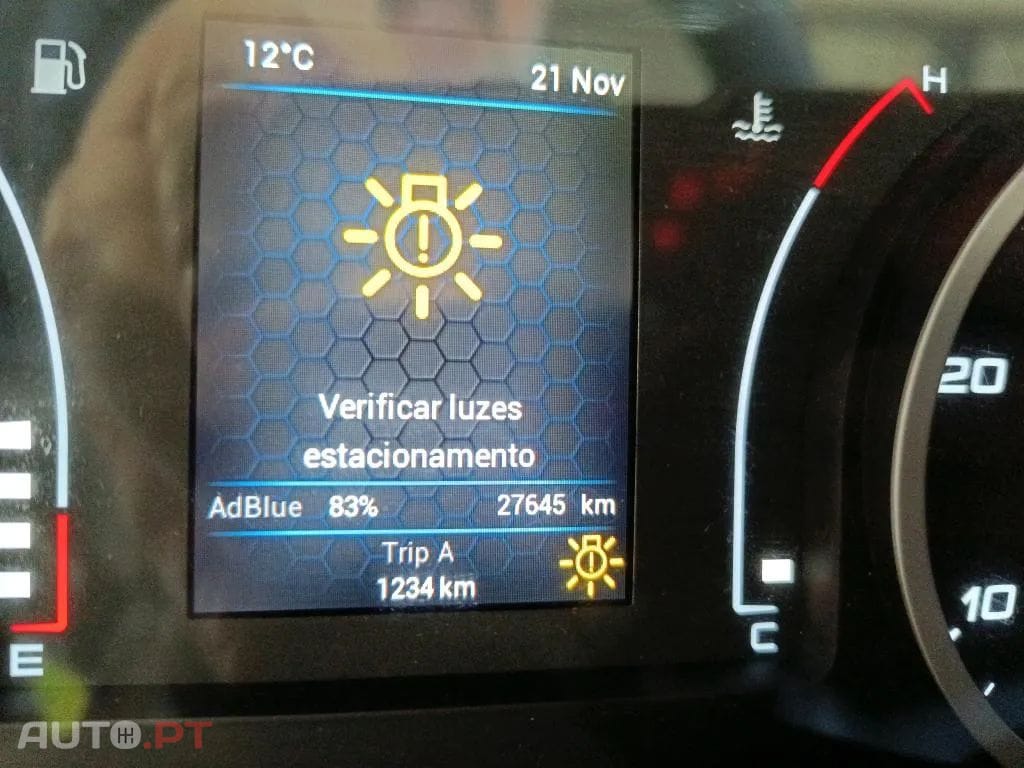 12°C
21 Nov
H
20
Verificar luzes
estacionamento
AdBlue 83% 27645 km
Trip A
1234 km
10
E
C
AUTO.PT